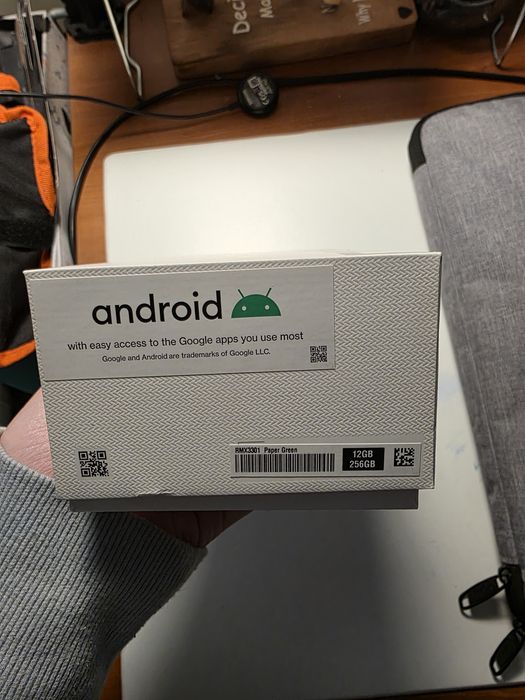 Why
android
with easy access to the Google apps you use most
Google and Android are trademarks of Google LLC.
RMX3301 Paper Green
12GB
256GB